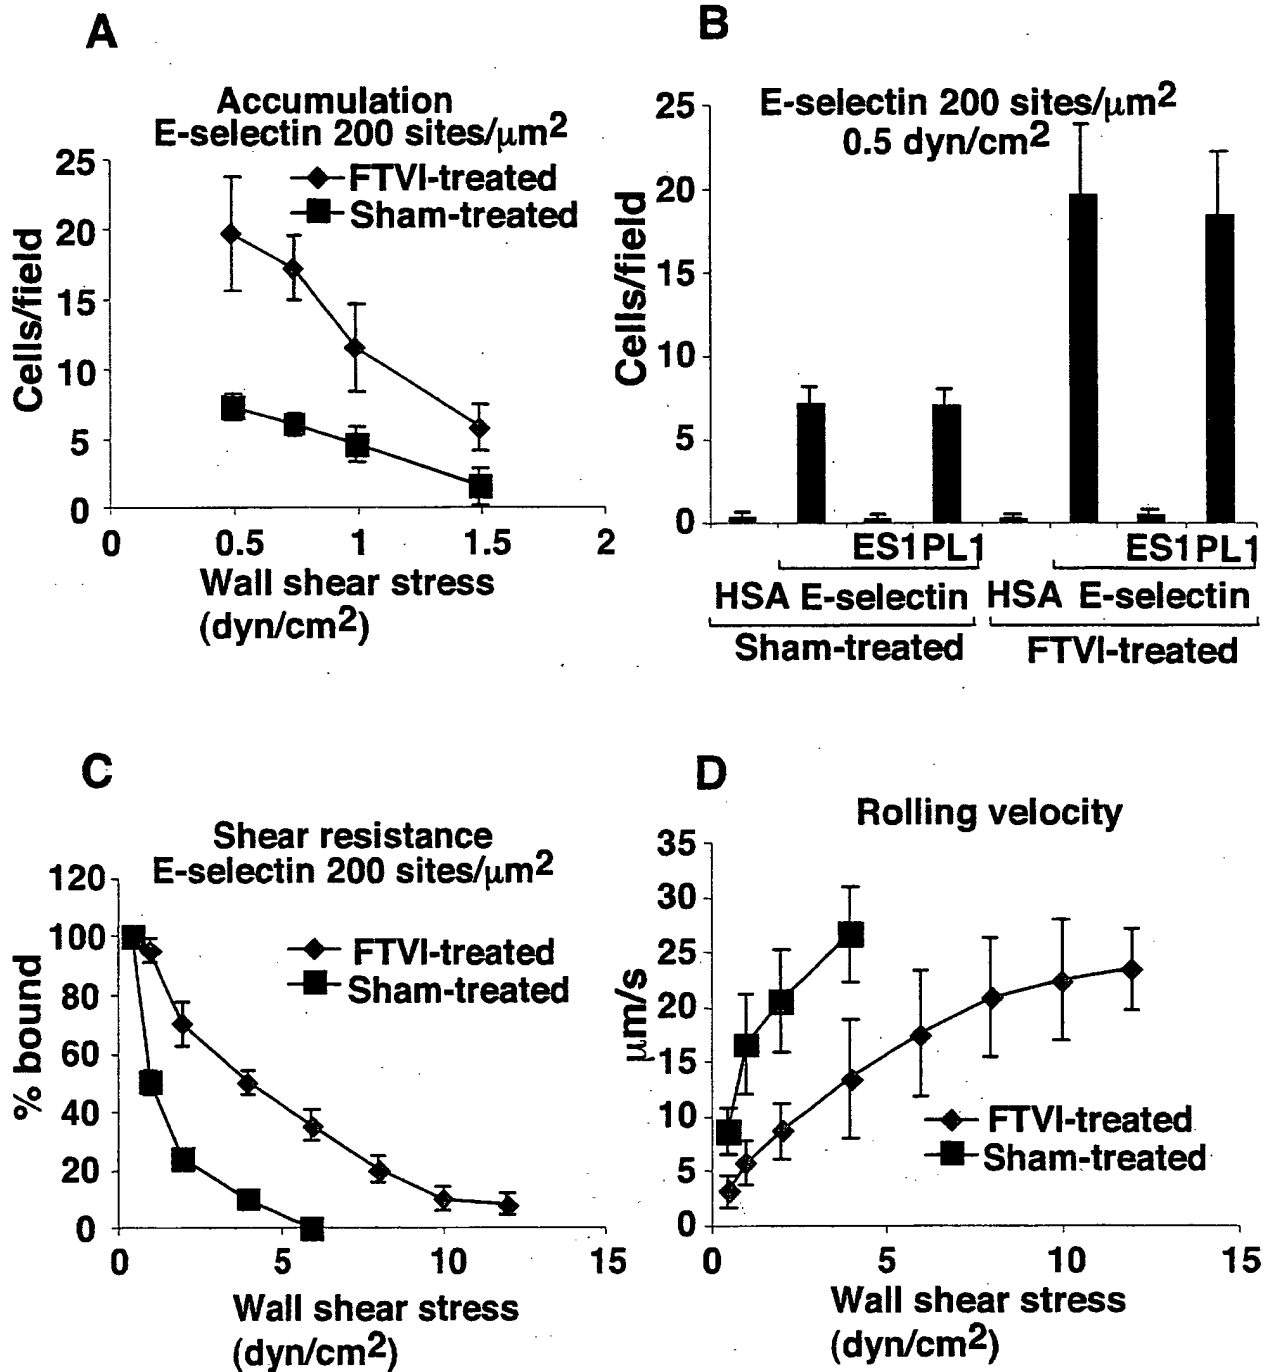 A
Accumulation
E-selectin 200 sites/μm2
FTVI-treated
Sham-treated
25
20
15
10
5
0
Cells/field
0
0.5
1
1.5
2
Wall shear stress
(dyn/cm2)
B
E-selectin 200 sites/μm2
0.5 dyn/cm2
25
20
15
10
5
0
Cells/field
ES1 PL1 ES1 PL1
HSA E-selectin HSA E-selectin
Sham-treated FTVI-treated
C
Shear resistance
E-selectin 200 sites/μm2
FTVI-treated
Sham-treated
120
100
80
60
40
20
0
% bound
0
5
10
15
Wall shear stress
(dyn/cm2)
D
Rolling velocity
35
30
25
20
15
10
5
0
μm/s
FTVI-treated
Sham-treated
0
5
10
15
Wall shear stress
(dyn/cm2)